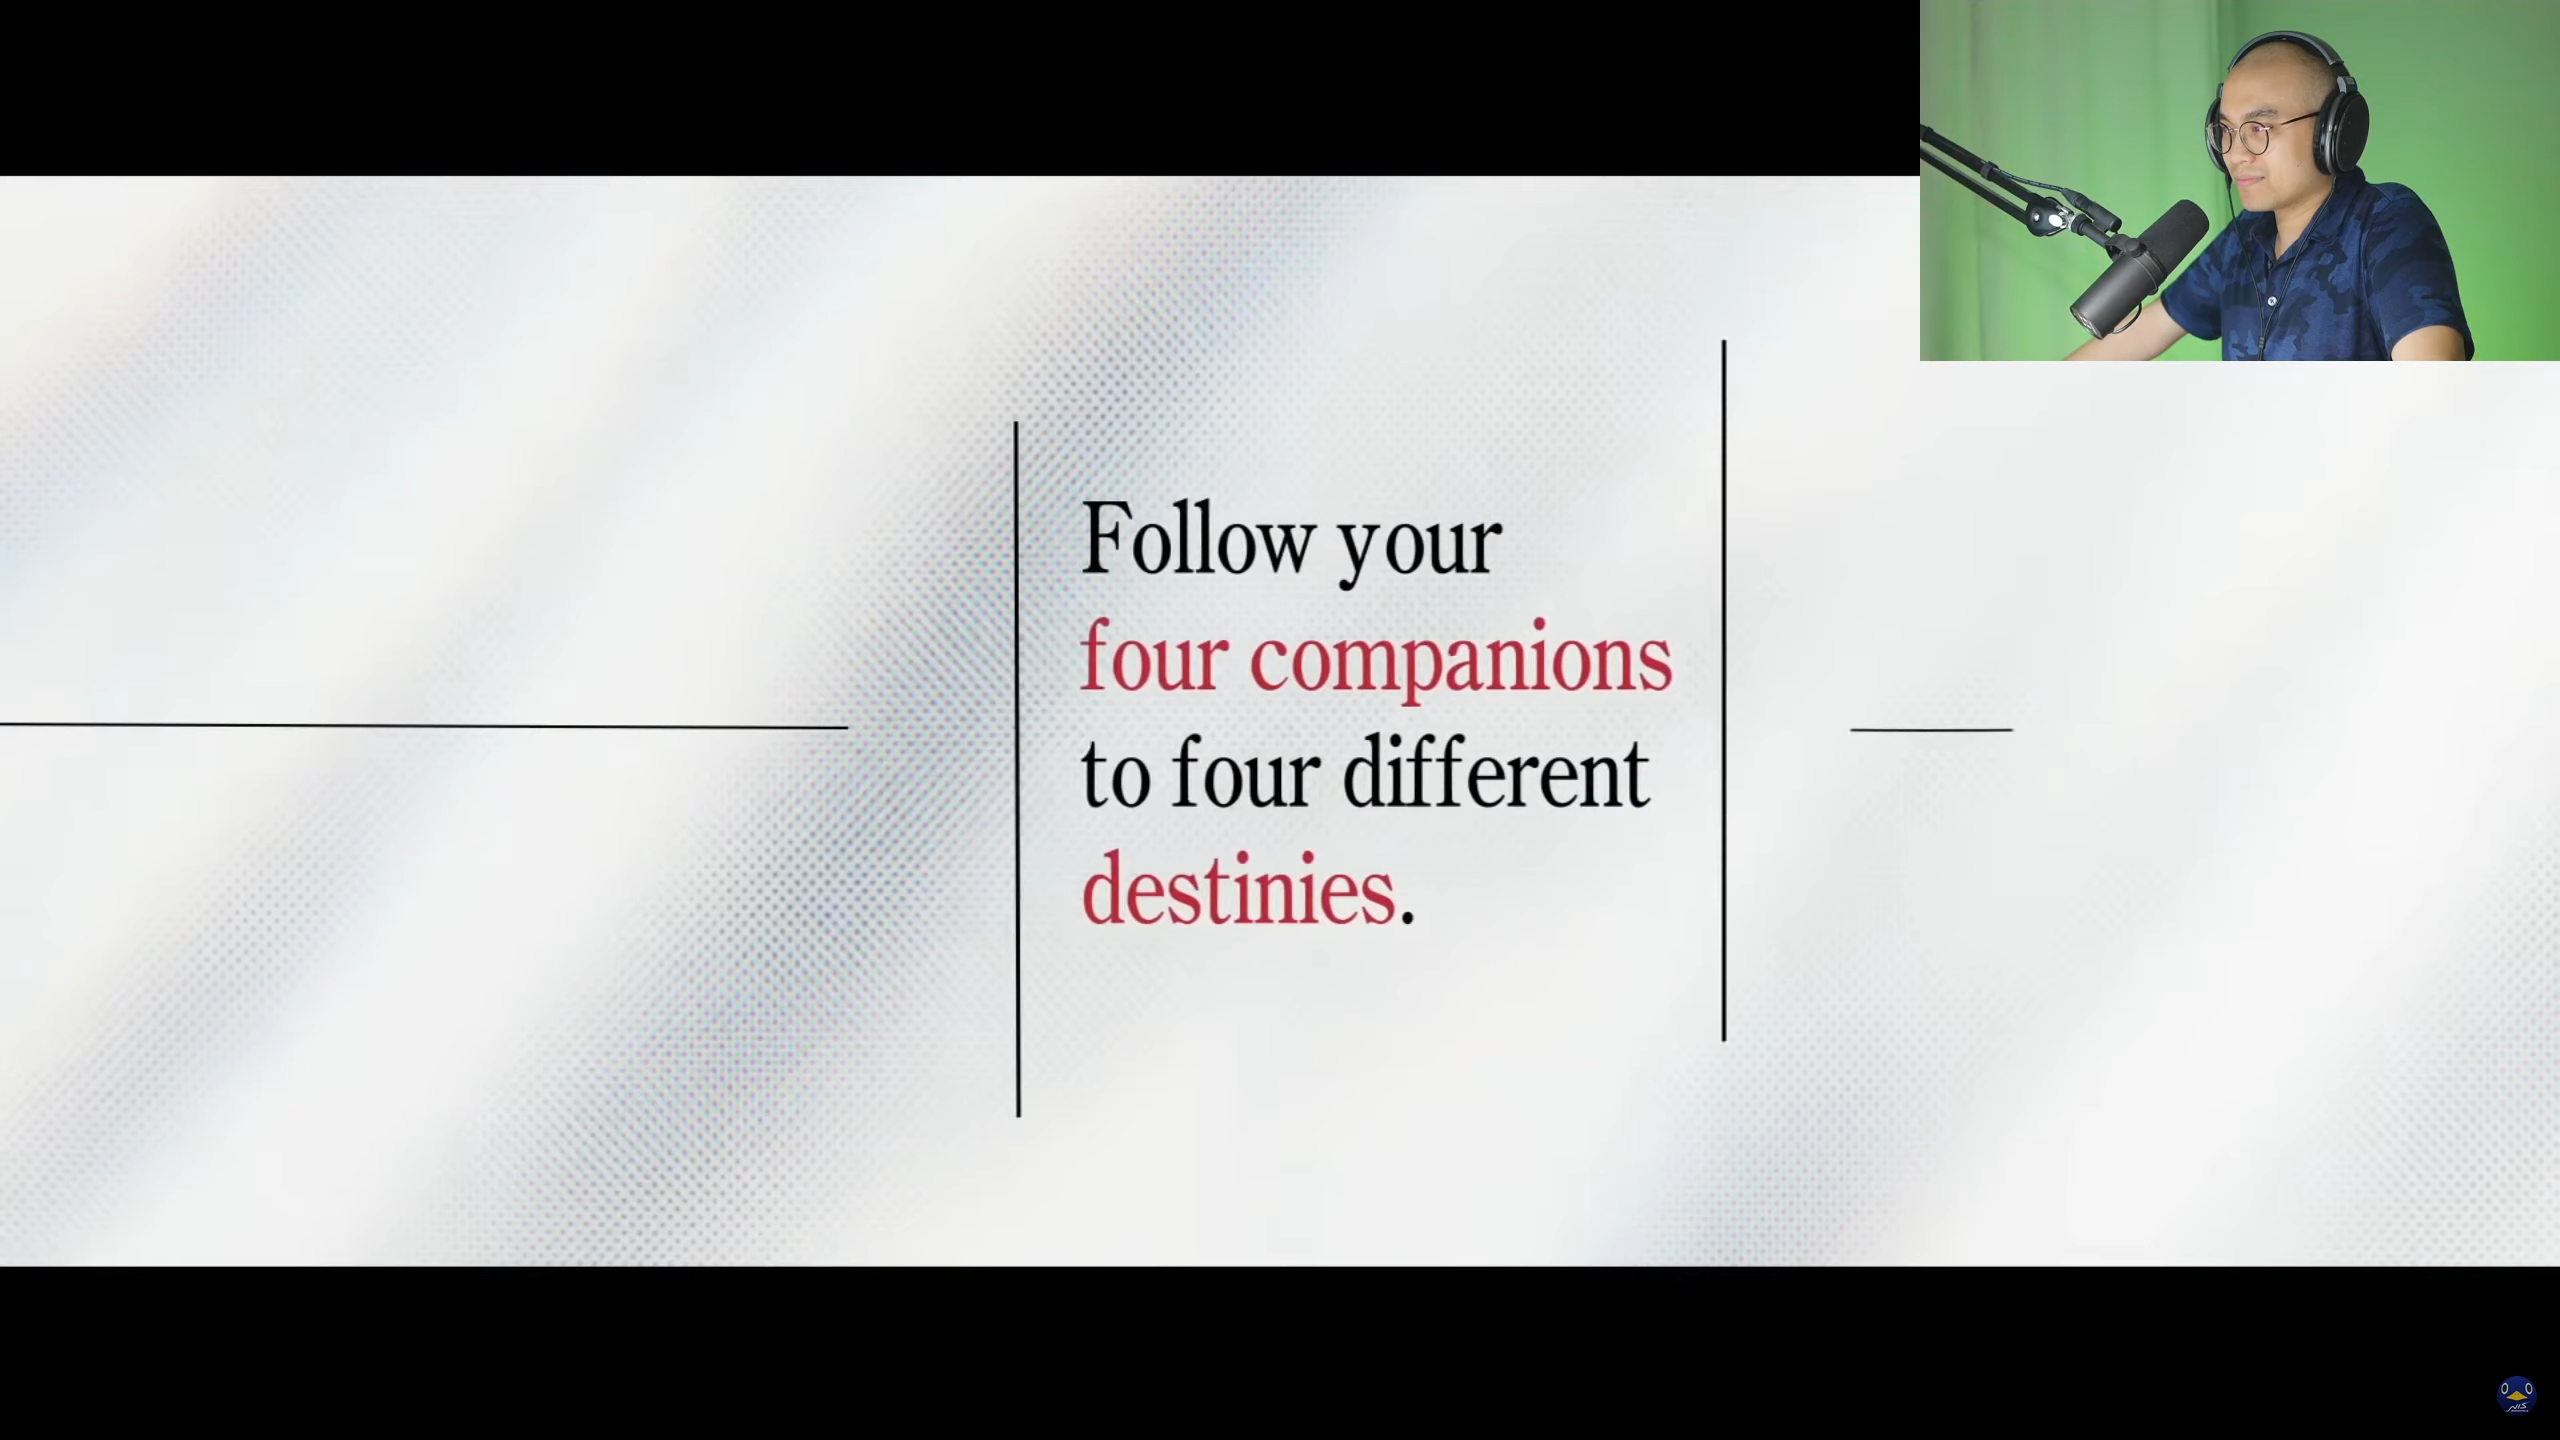 Follow your
four companions
to four different
destinies.